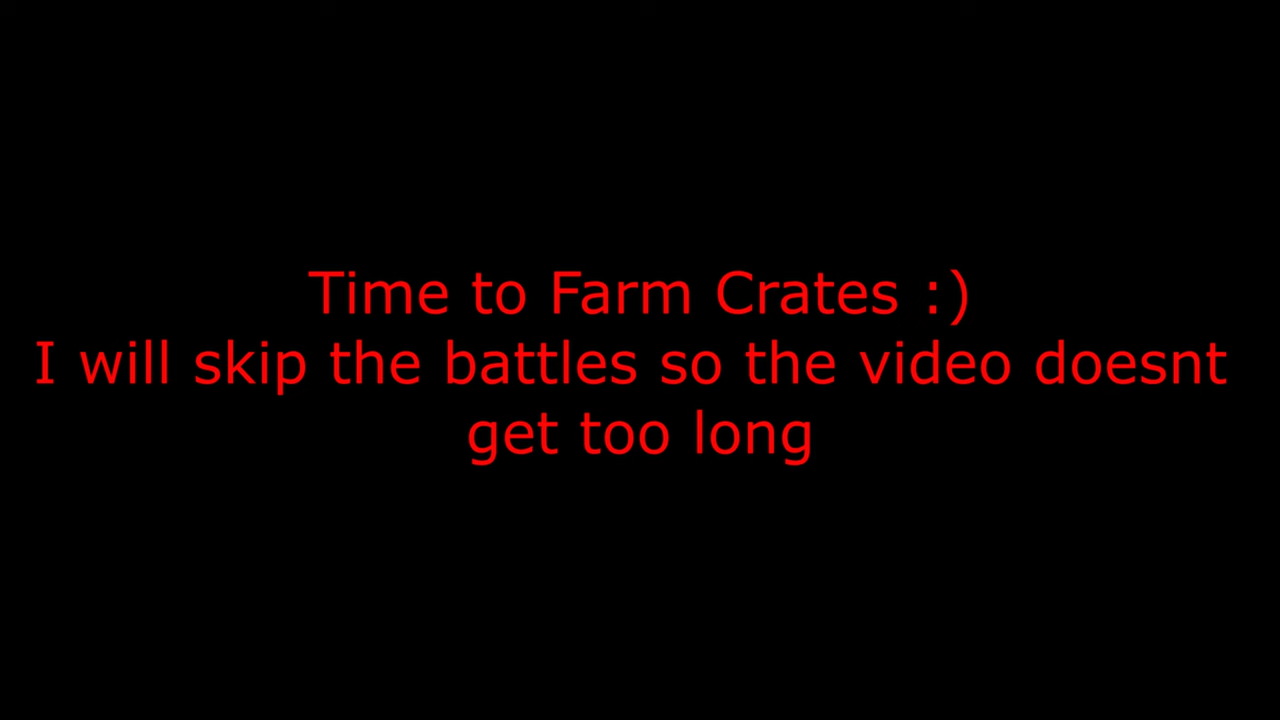 Time to Farm Crates :)
I will skip the battles so the video doesnt
get too long